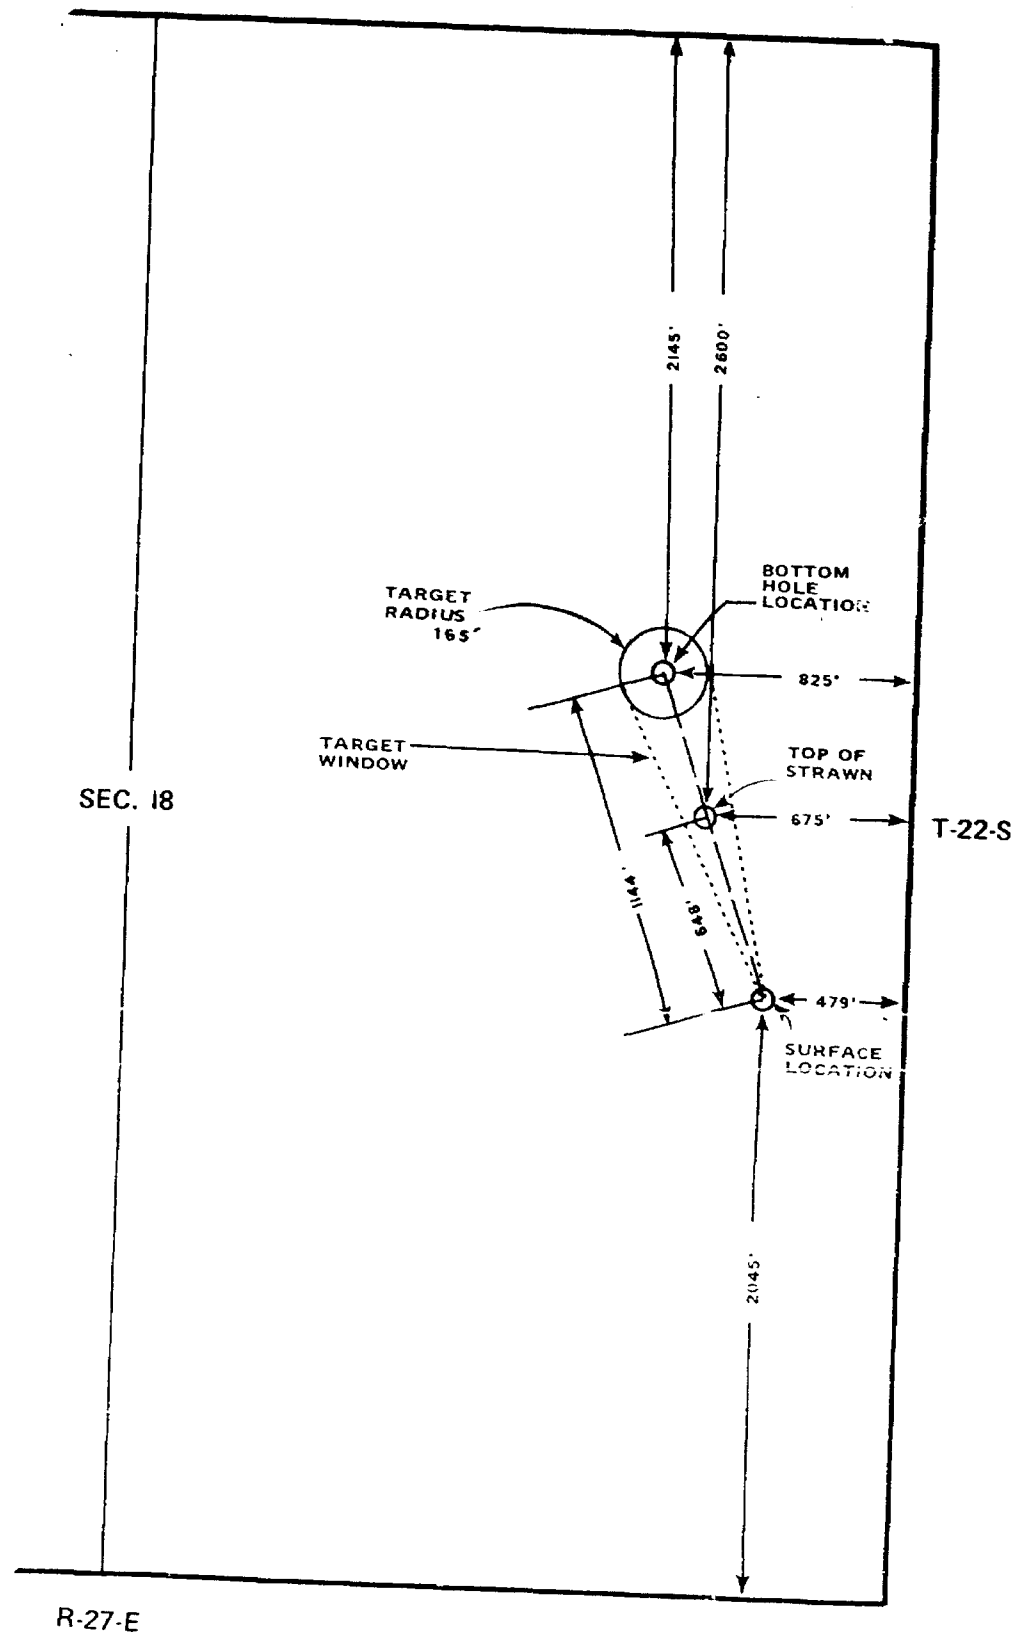 2145'
2600'
BOTTOM
HOLE
LOCATION
TARGET
RADIUS
165'
825'
TARGET
WINDOW
TOP OF
STRAWN
SEC. 18
675'
T-22-S
1144'
648'
479'
SURFACE
LOCATION
2045'
R-27-E